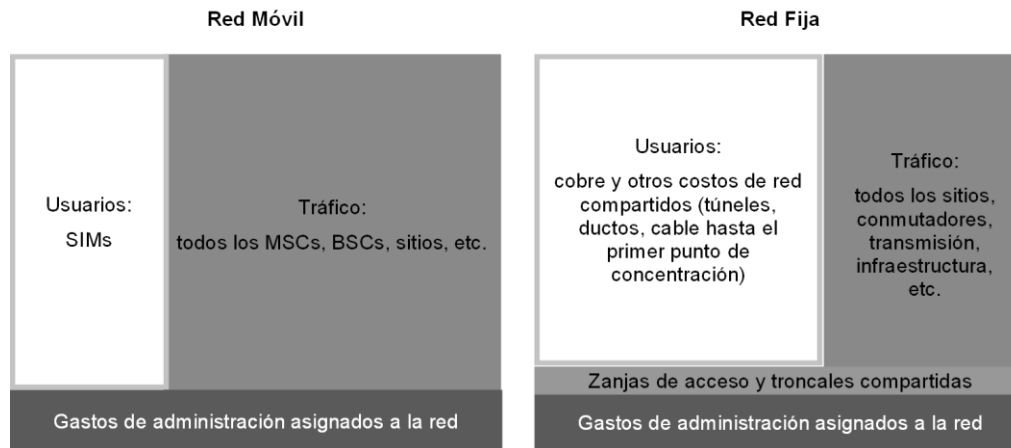 Red Móvil
Usuarios:
SIMs
Tráfico:
todos los MSCs, BSCs, sitios, etc.
Gastos de administración asignados a la red
Red Fija
Usuarios:
cobre y otros costos de red
compartidos (túneles,
ductos, cable hasta el
primer punto de
concentración)
Tráfico:
todos los sitios,
conmutadores,
transmisión,
infraestructura,
etc.
Zanjas de acceso y troncales compartidas
Gastos de administración asignados a la red